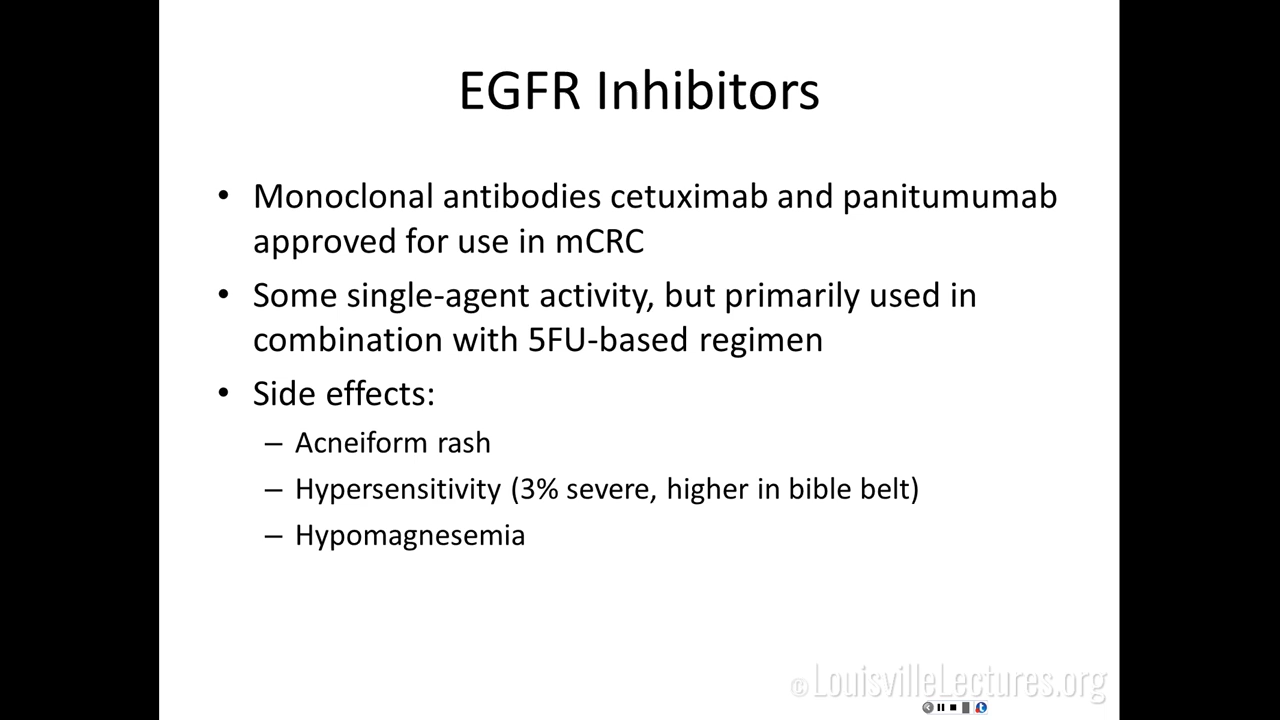 EGFR Inhibitors
• Monoclonal antibodies cetuximab and panitumumab
approved for use in mCRC
• Some single-agent activity, but primarily used in
combination with 5FU-based regimen
• Side effects:
– Acneiform rash
– Hypersensitivity (3% severe, higher in bible belt)
– Hypomagnesemia
© LouisvilleLectures.org